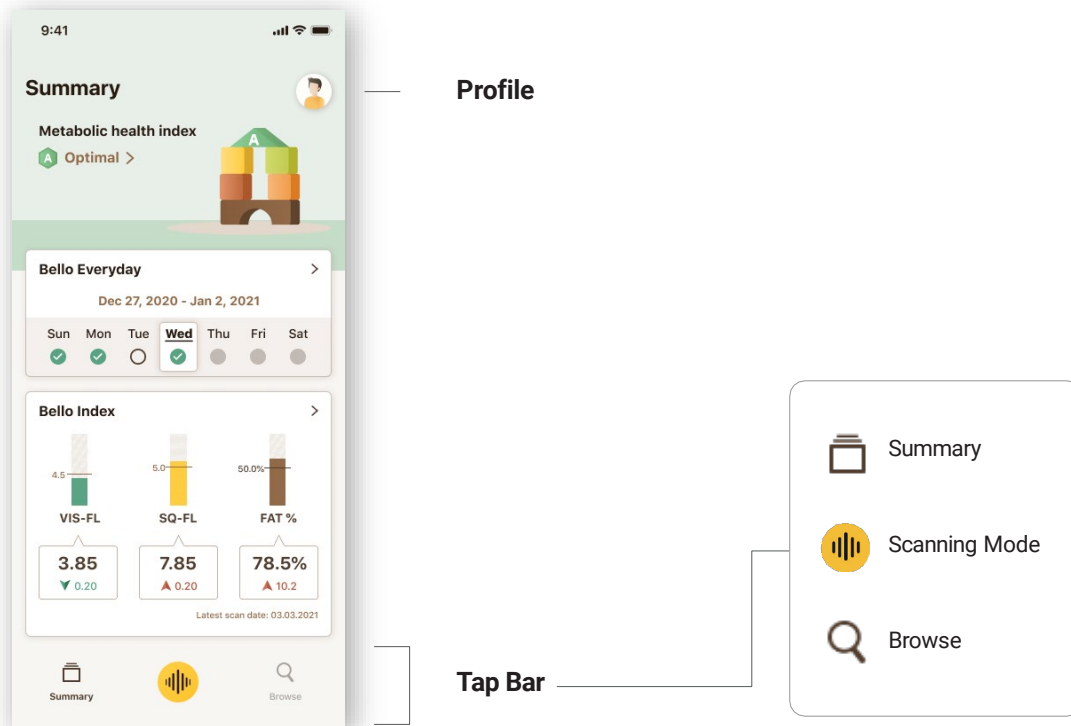 9:41
Summary
Profile
Metabolic health index
A Optimal >
A
Bello Everyday >
Dec 27, 2020 - Jan 2, 2021
Sun Mon Tue Wed Thu Fri Sat
Bello Index >
4.5 5.0 50.0%
VIS-FL SQ-FL FAT %
3.85 7.85 78.5%
0.20 0.20 10.2
Latest scan date: 03.03.2021
Summary Browse
Tap Bar
Summary
Scanning Mode
Browse